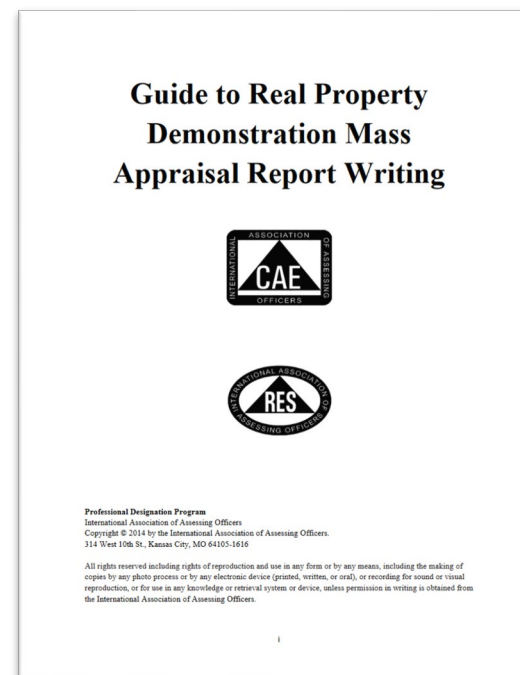 Guide to Real Property
Demonstration Mass
Appraisal Report Writing
INTERNATIONAL ASSOCIATION OF ASSESSING OFFICERS
CAE
INTERNATIONAL ASSOCIATION OF ASSESSING OFFICERS
RES
Professional Designation Program
International Association of Assessing Officers
Copyright © 2014 by the International Association of Assessing Officers.
314 West 10th St., Kansas City, MO 64105-1616
All rights reserved including rights of reproduction and use in any form or by any means, including the making of
copies by any photo process or by any electronic device (printed, written, or oral), or recording for sound or visual
reproduction, or for use in any knowledge or retrieval system or device, unless permission in writing is obtained from
the International Association of Assessing Officers.
i